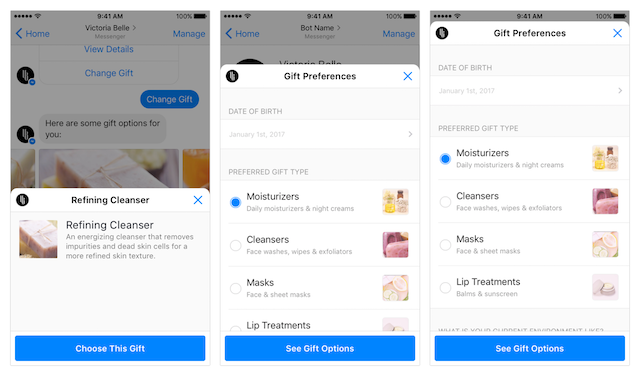 9:41 AM
100%
Home
Victoria Belle
Messenger
Manage
View Details
Change Gift
Change Gift
Here are some gift options for
you:
Refining Cleanser
Refining Cleanser
An energizing cleanser that removes
impurities and dead skin cells for a
more refined skin texture.
Choose This Gift
9:41 AM
100%
Home
Bot Name
Messenger
Manage
Victoria Belle
Gift Preferences
DATE OF BIRTH
January 1st, 2017
PREFERRED GIFT TYPE
Moisturizers
Daily moisturizers & night creams
Cleansers
Face washes, wipes & exfoliators
Masks
Face & sheet masks
Lip Treatments
See Gift Options
9:41 AM
100%
Gift Preferences
DATE OF BIRTH
January 1st, 2017
PREFERRED GIFT TYPE
Moisturizers
Daily moisturizers & night creams
Cleansers
Face washes, wipes & exfoliators
Masks
Face & sheet masks
Lip Treatments
Balms & sunscreen
WHAT IS YOUR CURRENT ENVIRONMENT LIKE?
See Gift Options